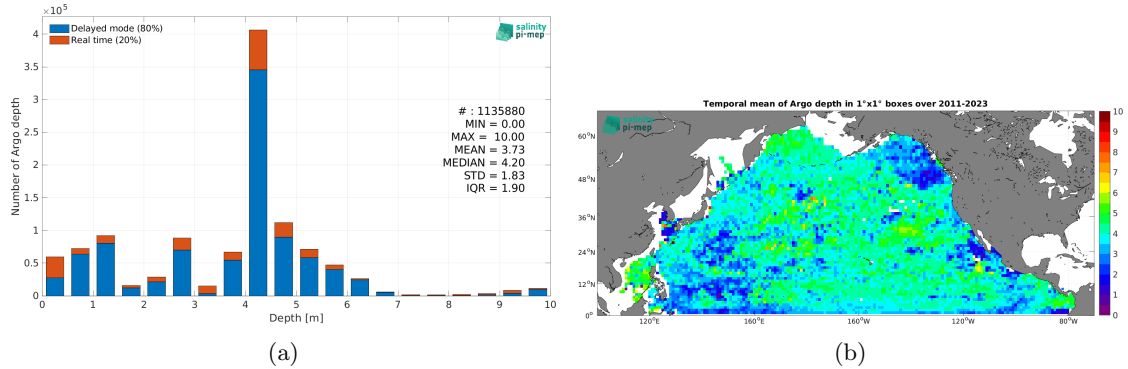 ×10⁵
Delayed mode (80%)
Real time (20%)
salinity
pi-mep
4
3.5
3
2.5
2
1.5
1
0.5
0
Number of Argo depth
# : 1135880
MIN = 0.00
MAX = 10.00
MEAN = 3.73
MEDIAN = 4.20
STD = 1.83
IQR = 1.90
0 1 2 3 4 5 6 7 8 9 10
Depth [m]
(a)
Temporal mean of Argo depth in 1°x1° boxes over 2011-2023
salinity
pi-mep
60°N
48°N
36°N
24°N
12°N
0°
120°E 160°E 160°W 120°W 80°W
10
9
8
7
6
5
4
3
2
1
0
(b)